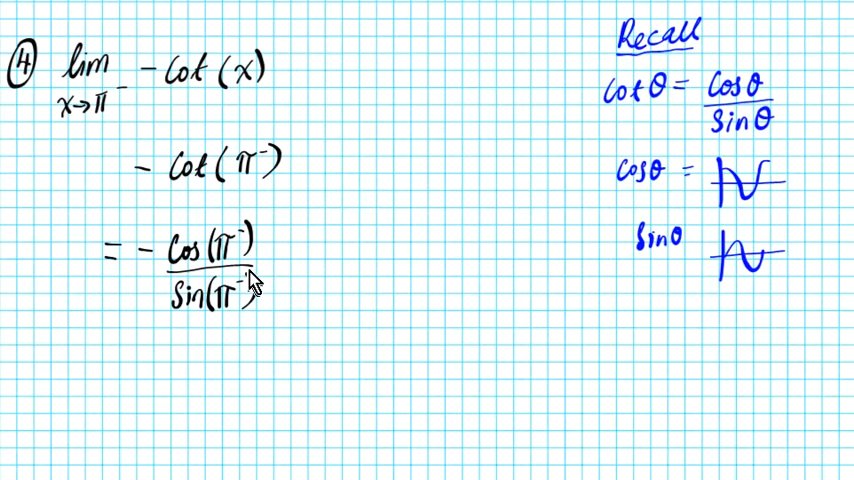 ④ lim x→π⁻ -Cot(x)
- Cot(π⁻)
= - Cos(π⁻) / Sin(π⁻)
Recall
Cotθ = Cosθ / Sinθ
Cosθ =
Sinθ